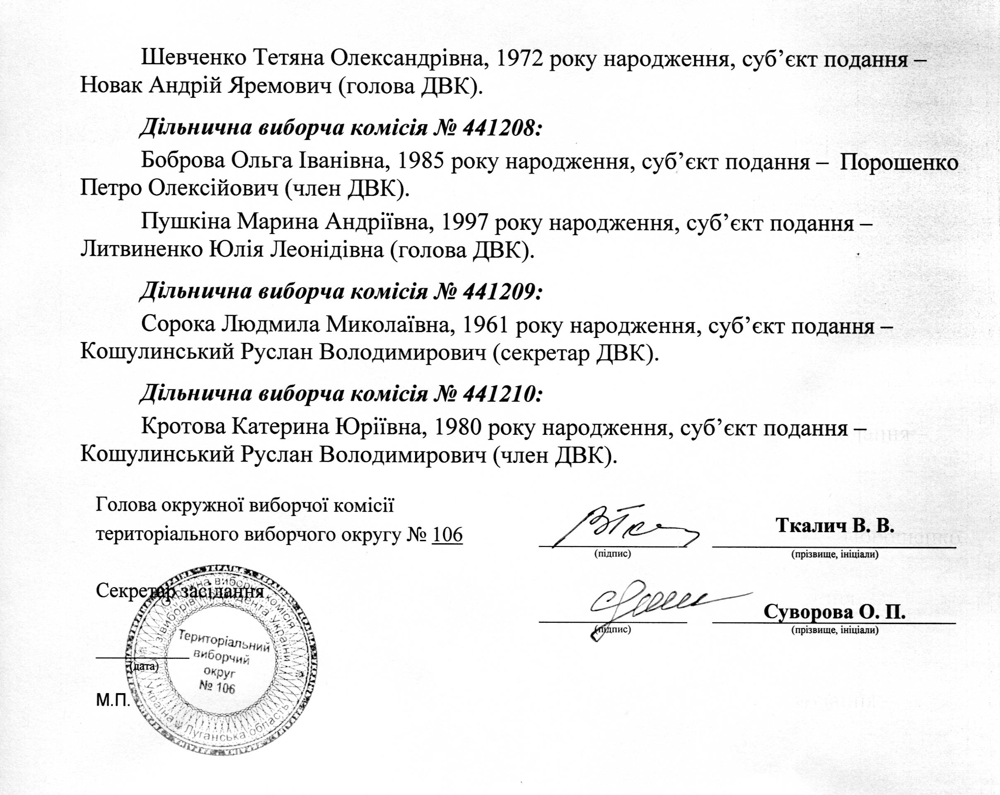 Шевченко Тетяна Олександрівна, 1972 року народження, суб’єкт подання –
Новак Андрій Яремович (голова ДВК).
Дільнична виборча комісія № 441208:
Боброва Ольга Іванівна, 1985 року народження, суб’єкт подання – Порошенко
Петро Олексійович (член ДВК).
Пушкіна Марина Андріївна, 1997 року народження, суб’єкт подання –
Литвиненко Юлія Леонідівна (голова ДВК).
Дільнична виборча комісія № 441209:
Сорока Людмила Миколаївна, 1961 року народження, суб’єкт подання –
Кошулинський Руслан Володимирович (секретар ДВК).
Дільнична виборча комісія № 441210:
Кротова Катерина Юріївна, 1980 року народження, суб’єкт подання –
Кошулинський Руслан Володимирович (член ДВК).
Голова окружної виборчої комісії
територіального виборчого округу № 106
Ткалич В. В.
(підпис)
(прізвище, ініціали)
Секретар засідання
Суворова О. П.
(підпис)
(прізвище, ініціали)
(дата)
М.П.
Окружна виборча комісія
з виборів Президента України
Територіальний
виборчий
округ
№ 106
Україна Луганська область